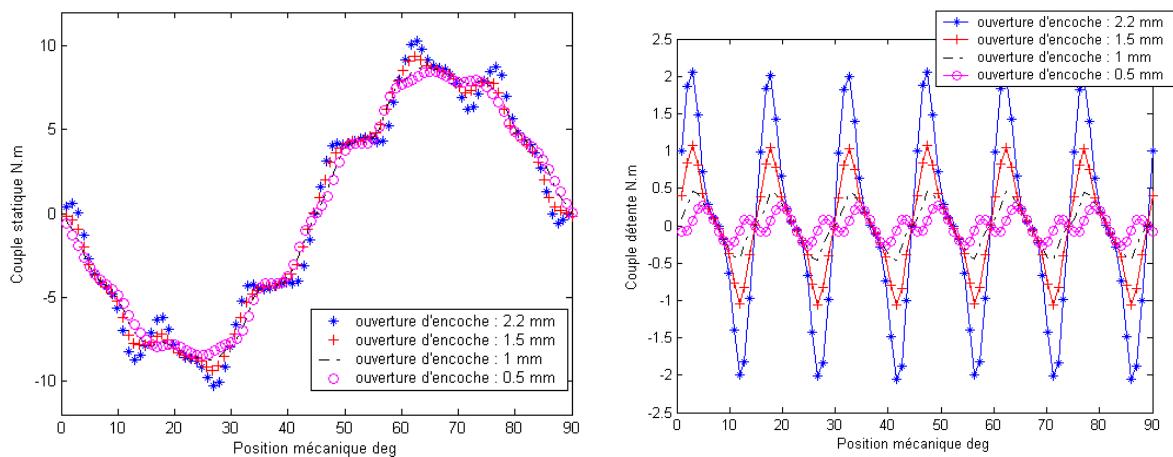 10
5
0
-5
-10
Couple statique N.m
0 10 20 30 40 50 60 70 80 90
Position mécanique deg
ouverture d'encoche : 2.2 mm
ouverture d'encoche : 1.5 mm
ouverture d'encoche : 1 mm
ouverture d'encoche : 0.5 mm
2.5
2
1.5
1
0.5
0
-0.5
-1
-1.5
-2
-2.5
Couple détente N.m
0 10 20 30 40 50 60 70 80 90
Position mécanique deg
ouverture d'encoche : 2.2 mm
ouverture d'encoche : 1.5 mm
ouverture d'encoche : 1 mm
ouverture d'encoche : 0.5 mm